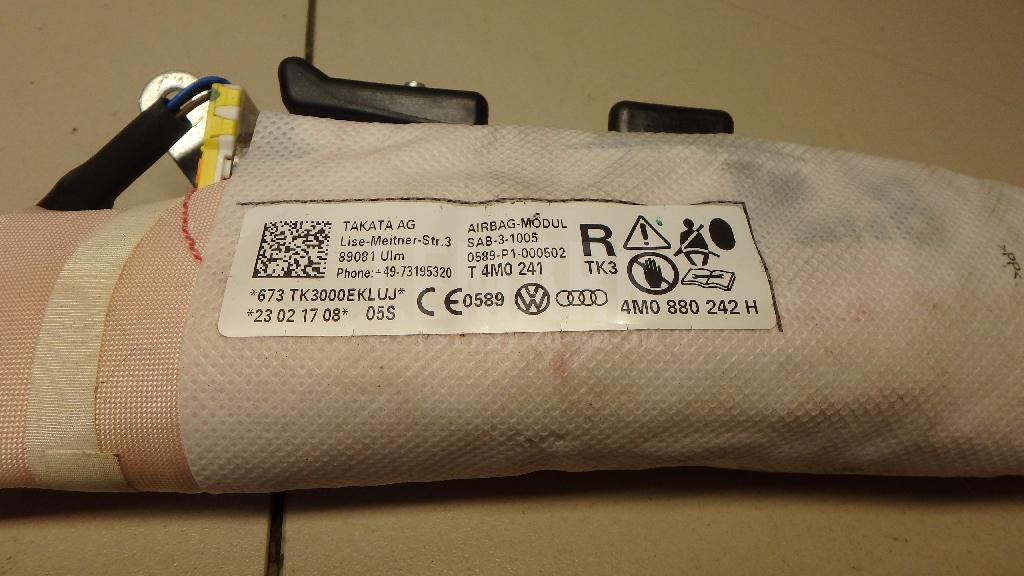 TAKATA AG
Lise-Meitner-Str.3
89081 Ulm
Phone:+49-73195320
AIRBAG-MODUL
SAB-3-1005
0589-P1-000502
T 4M0 241
R
TK3
*673 TK3000EKLUJ*
*23 02 17 08* 05S
CE0589
4M0 880 242 H